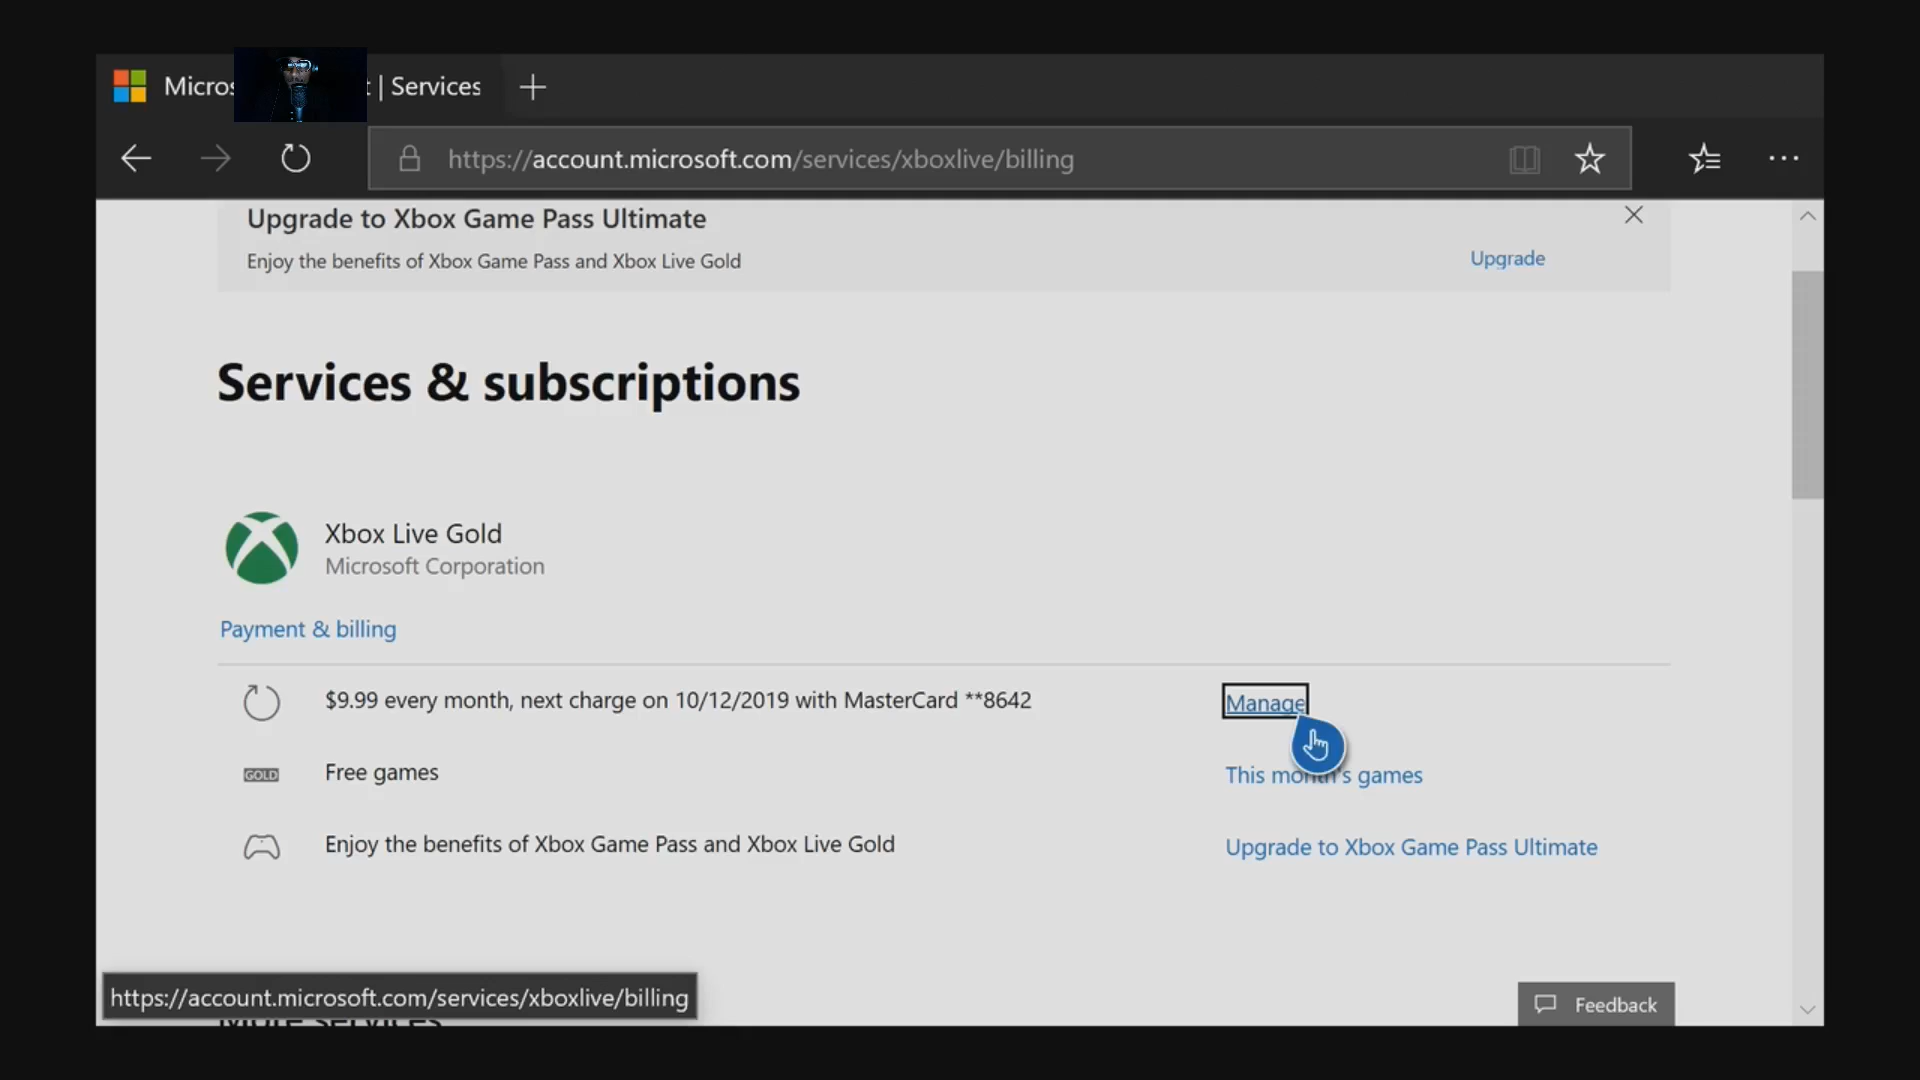 Micros t | Services
https://account.microsoft.com/services/xboxlive/billing
Upgrade to Xbox Game Pass Ultimate
Enjoy the benefits of Xbox Game Pass and Xbox Live Gold
Upgrade
Services & subscriptions
Xbox Live Gold
Microsoft Corporation
Payment & billing
$9.99 every month, next charge on 10/12/2019 with MasterCard **8642
Manage
GOLD
Free games
This month's games
Enjoy the benefits of Xbox Game Pass and Xbox Live Gold
Upgrade to Xbox Game Pass Ultimate
https://account.microsoft.com/services/xboxlive/billing
More services
Feedback